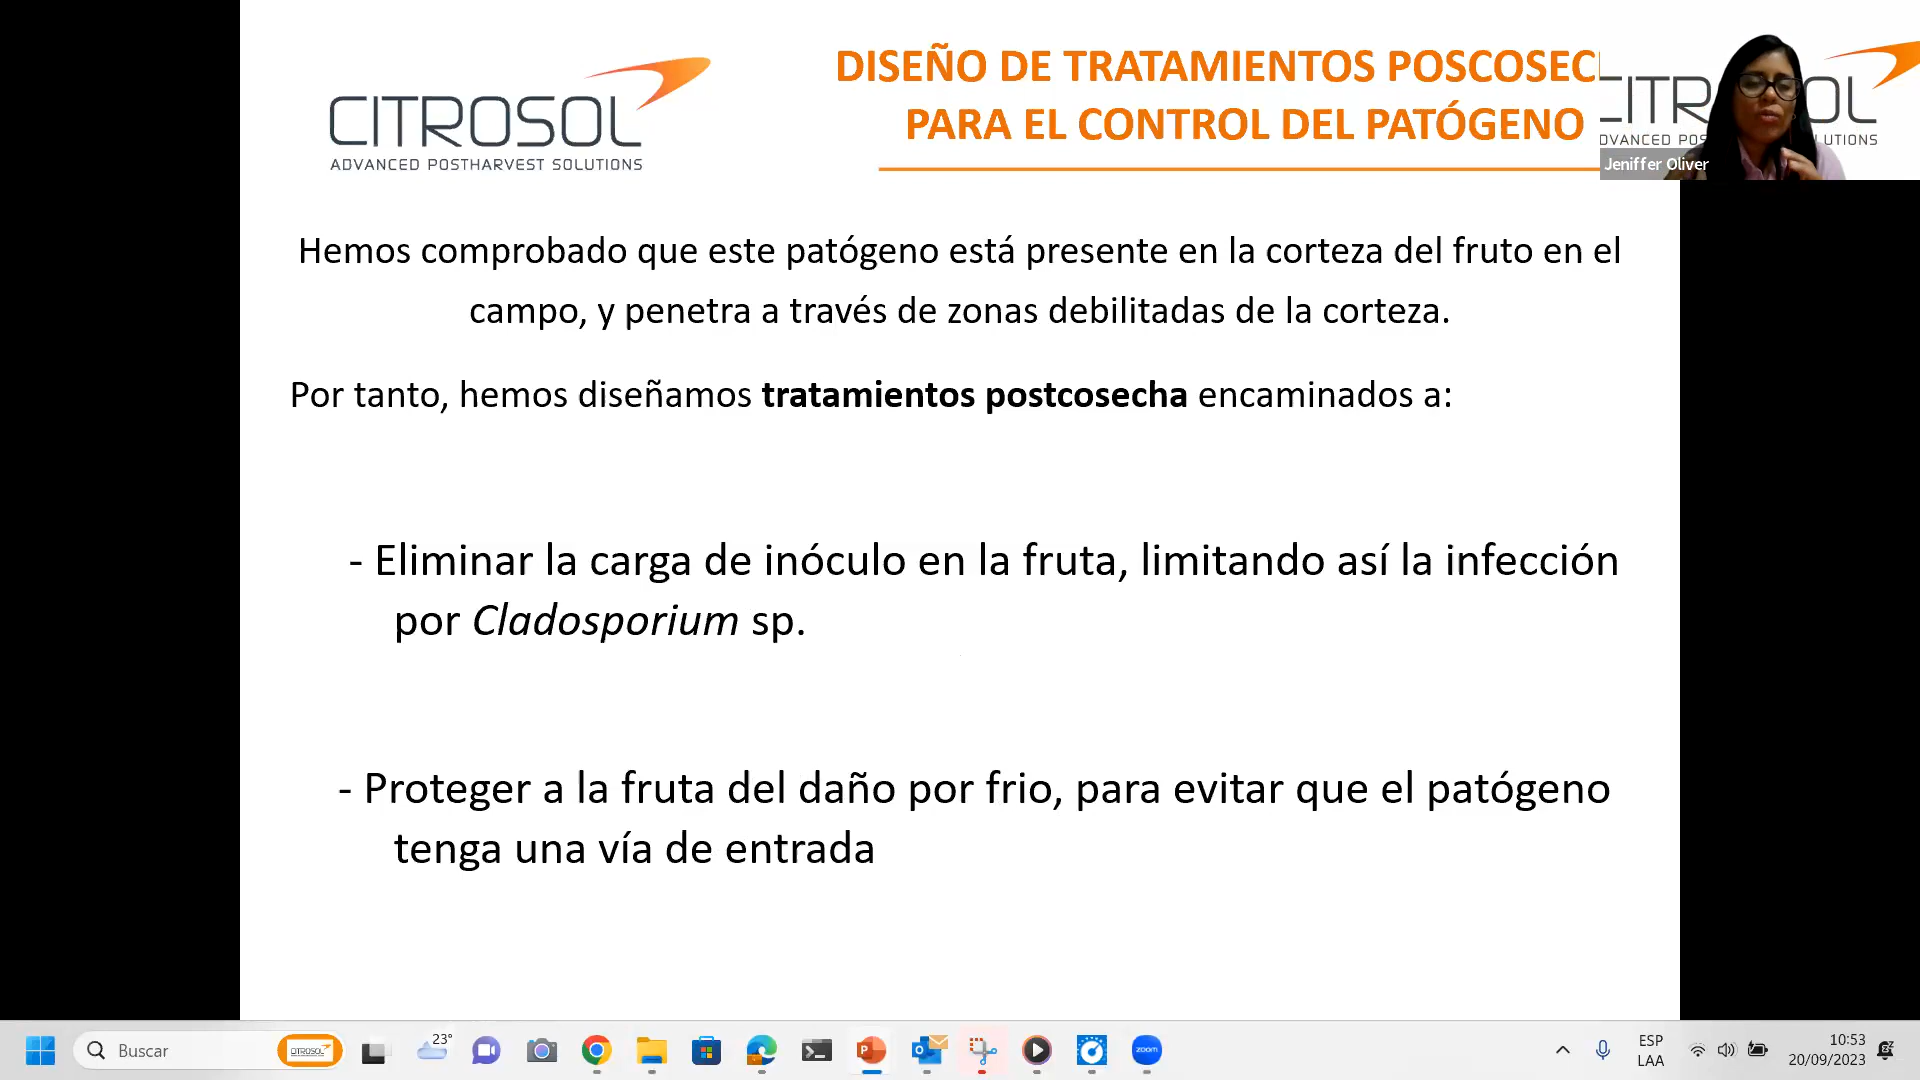 CITROSOL
ADVANCED POSTHARVEST SOLUTIONS
DISEÑO DE TRATAMIENTOS POSCOSEC
PARA EL CONTROL DEL PATÓGENO
Jeniffer Oliver
Hemos comprobado que este patógeno está presente en la corteza del fruto en el
campo, y penetra a través de zonas debilitadas de la corteza.
Por tanto, hemos diseñamos tratamientos postcosecha encaminados a:
- Eliminar la carga de inóculo en la fruta, limitando así la infección
por Cladosporium sp.
- Proteger a la fruta del daño por frio, para evitar que el patógeno
tenga una vía de entrada
Buscar
CITROSOL
23°
zoom
ESP
LAA
10:53
20/09/2023